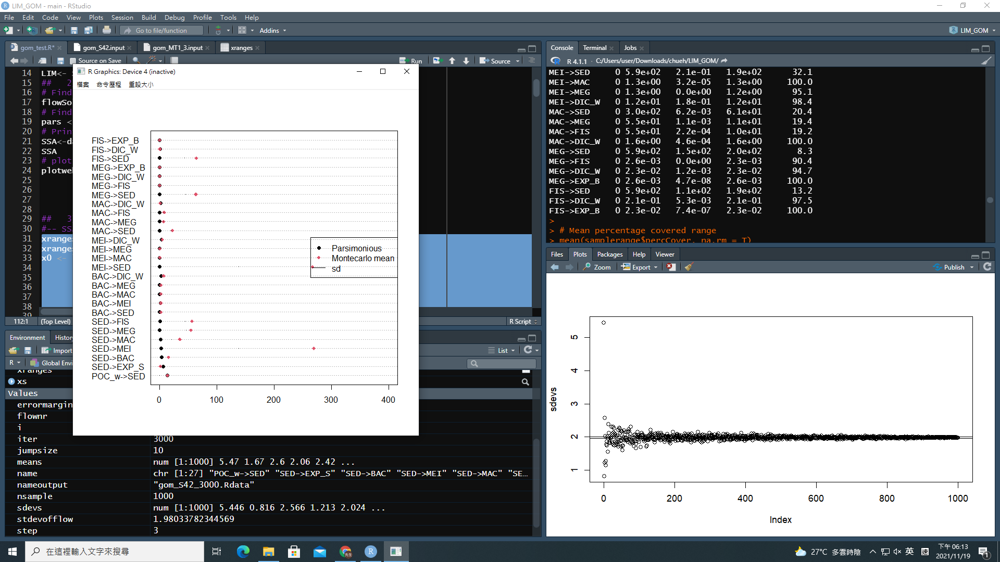 LIM_GOM - main - RStudio
File Edit Code View Plots Session Build Debug Profile Tools Help
Go to file/function
Addins
LIM_GOM
gom_test.R*
gom_S42.input
gom_MT1_3.input
xranges
Source on Save
Run
Source
14 LIM<-
15 ## 2
16 # Find
17 flowSo
18 # Find
19 pars <
20 # Prin
21 SSA<-da
22 SSA
23 # plot
24 plotwe
25
26
27
28
29 ## 3
30 #-- SS
31 xrange
32 xrange
33 x0 <-
34
35
36
37
38
39
112:1 (Top Level)
R Script
R Graphics: Device 4 (inactive)
檔案 命令歷程 重設大小
FIS->EXP_B
FIS->DIC_W
FIS->SED
MEG->EXP_B
MEG->DIC_W
MEG->FIS
MEG->SED
MAC->DIC_W
MAC->FIS
MAC->MEG
MAC->SED
MEI->DIC_W
MEI->MEG
MEI->MAC
MEI->SED
BAC->DIC_W
BAC->MEG
BAC->MAC
BAC->MEI
BAC->SED
SED->FIS
SED->MEG
SED->MAC
SED->MEI
SED->BAC
SED->EXP_S
POC_w->SED
0 100 200 300 400
Parsimonious
Montecarlo mean
sd
Environment
History
Import
List
R
Global Envi
xranges
xs
Values
errormargin
flownr
i
iter 3000
jumpsize 10
means num [1:1000] 5.47 1.67 2.6 2.06 2.42 ...
name chr [1:27] "POC_w->SED" "SED->EXP_S" "SED->BAC" "SED->MEI" "SED->MAC" "SE…
nameoutput "gom_S42_3000.Rdata"
nsample 1000
sdevs num [1:1000] 5.446 0.816 2.566 1.213 2.024 ...
stdevofflow 1.98033782344569
step 3
Console Terminal Jobs
R 4.1.1 · C:/Users/user/Downloads/chueh/LIM_GOM/
MEI->SED 0 5.9e+02 2.1e-01 1.9e+02 32.1
MEI->MAC 0 1.3e+00 3.2e-05 1.3e+00 100.0
MEI->MEG 0 1.3e+00 0.0e+00 1.2e+00 95.1
MEI->DIC_W 0 1.2e+01 1.8e-01 1.2e+01 98.4
MAC->SED 0 3.0e+02 6.2e-03 6.1e+01 20.4
MAC->MEG 0 5.5e+01 1.1e-03 1.1e+01 19.4
MAC->FIS 0 5.5e+01 2.2e-04 1.0e+01 19.2
MAC->DIC_W 0 1.6e+00 4.6e-04 1.6e+00 100.0
MEG->SED 0 5.9e+02 1.5e+02 2.0e+02 8.3
MEG->FIS 0 2.6e-03 0.0e+00 2.3e-03 90.4
MEG->DIC_W 0 2.3e-02 1.2e-03 2.3e-02 94.7
MEG->EXP_B 0 2.6e-03 4.7e-08 2.6e-03 100.0
FIS->SED 0 5.9e+02 1.1e+02 1.9e+02 13.2
FIS->DIC_W 0 2.1e-01 5.3e-03 2.1e-01 97.5
FIS->EXP_B 0 2.3e-02 7.4e-07 2.3e-02 100.0
>
> # Mean percentage covered range
> mean(samplerange$percCover, na.rm = T)
Files Plots Packages Help Viewer
Zoom
Export
Publish
sdevs
5
4
3
2
1
0 200 400 600 800 1000
Index
在這裡輸入文字來搜尋
先生
27°C 多雲時陰
英
速
下午 06:13
2021/11/19
1